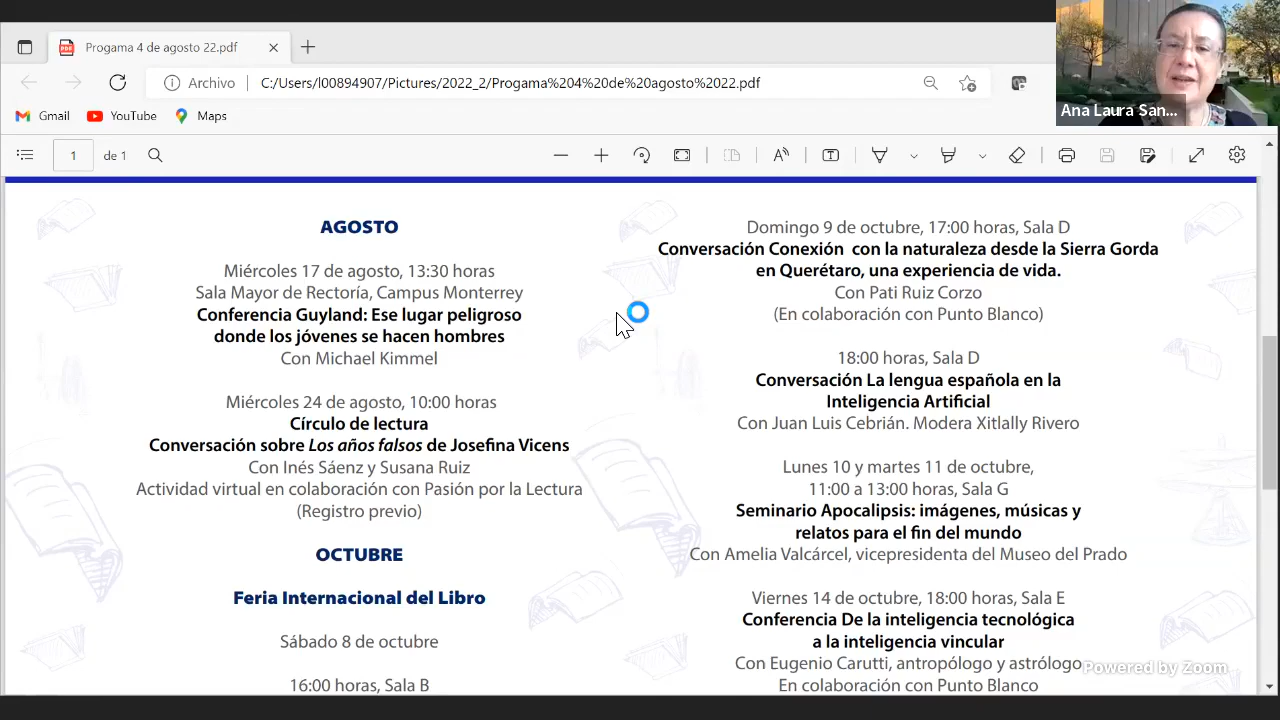 Progama 4 de agosto 22.pdf
Archivo
C:/Users/l00894907/Pictures/2022_2/Progama%204%20de%20agosto%2022.pdf
Gmail
YouTube
Maps
1
de 1
Ana Laura San...
AGOSTO
Miércoles 17 de agosto, 13:30 horas
Sala Mayor de Rectoría, Campus Monterrey
Conferencia Guyland: Ese lugar peligroso
donde los jóvenes se hacen hombres
Con Michael Kimmel
Miércoles 24 de agosto, 10:00 horas
Círculo de lectura
Conversación sobre Los años falsos de Josefina Vicens
Con Inés Sáenz y Susana Ruiz
Actividad virtual en colaboración con Pasión por la Lectura
(Registro previo)
OCTUBRE
Feria Internacional del Libro
Sábado 8 de octubre
16:00 horas, Sala B
Domingo 9 de octubre, 17:00 horas, Sala D
Conversación Conexión con la naturaleza desde la Sierra Gorda
en Querétaro, una experiencia de vida.
Con Pati Ruiz Corzo
(En colaboración con Punto Blanco)
18:00 horas, Sala D
Conversación La lengua española en la
Inteligencia Artificial
Con Juan Luis Cebrián. Modera Xitlally Rivero
Lunes 10 y martes 11 de octubre,
11:00 a 13:00 horas, Sala G
Seminario Apocalipsis: imágenes, músicas y
relatos para el fin del mundo
Con Amelia Valcárcel, vicepresidenta del Museo del Prado
Viernes 14 de octubre, 18:00 horas, Sala E
Conferencia De la inteligencia tecnológica
a la inteligencia vincular
Con Eugenio Carutti, antropólogo y astrólogo
En colaboración con Punto Blanco
Powered by Zoom